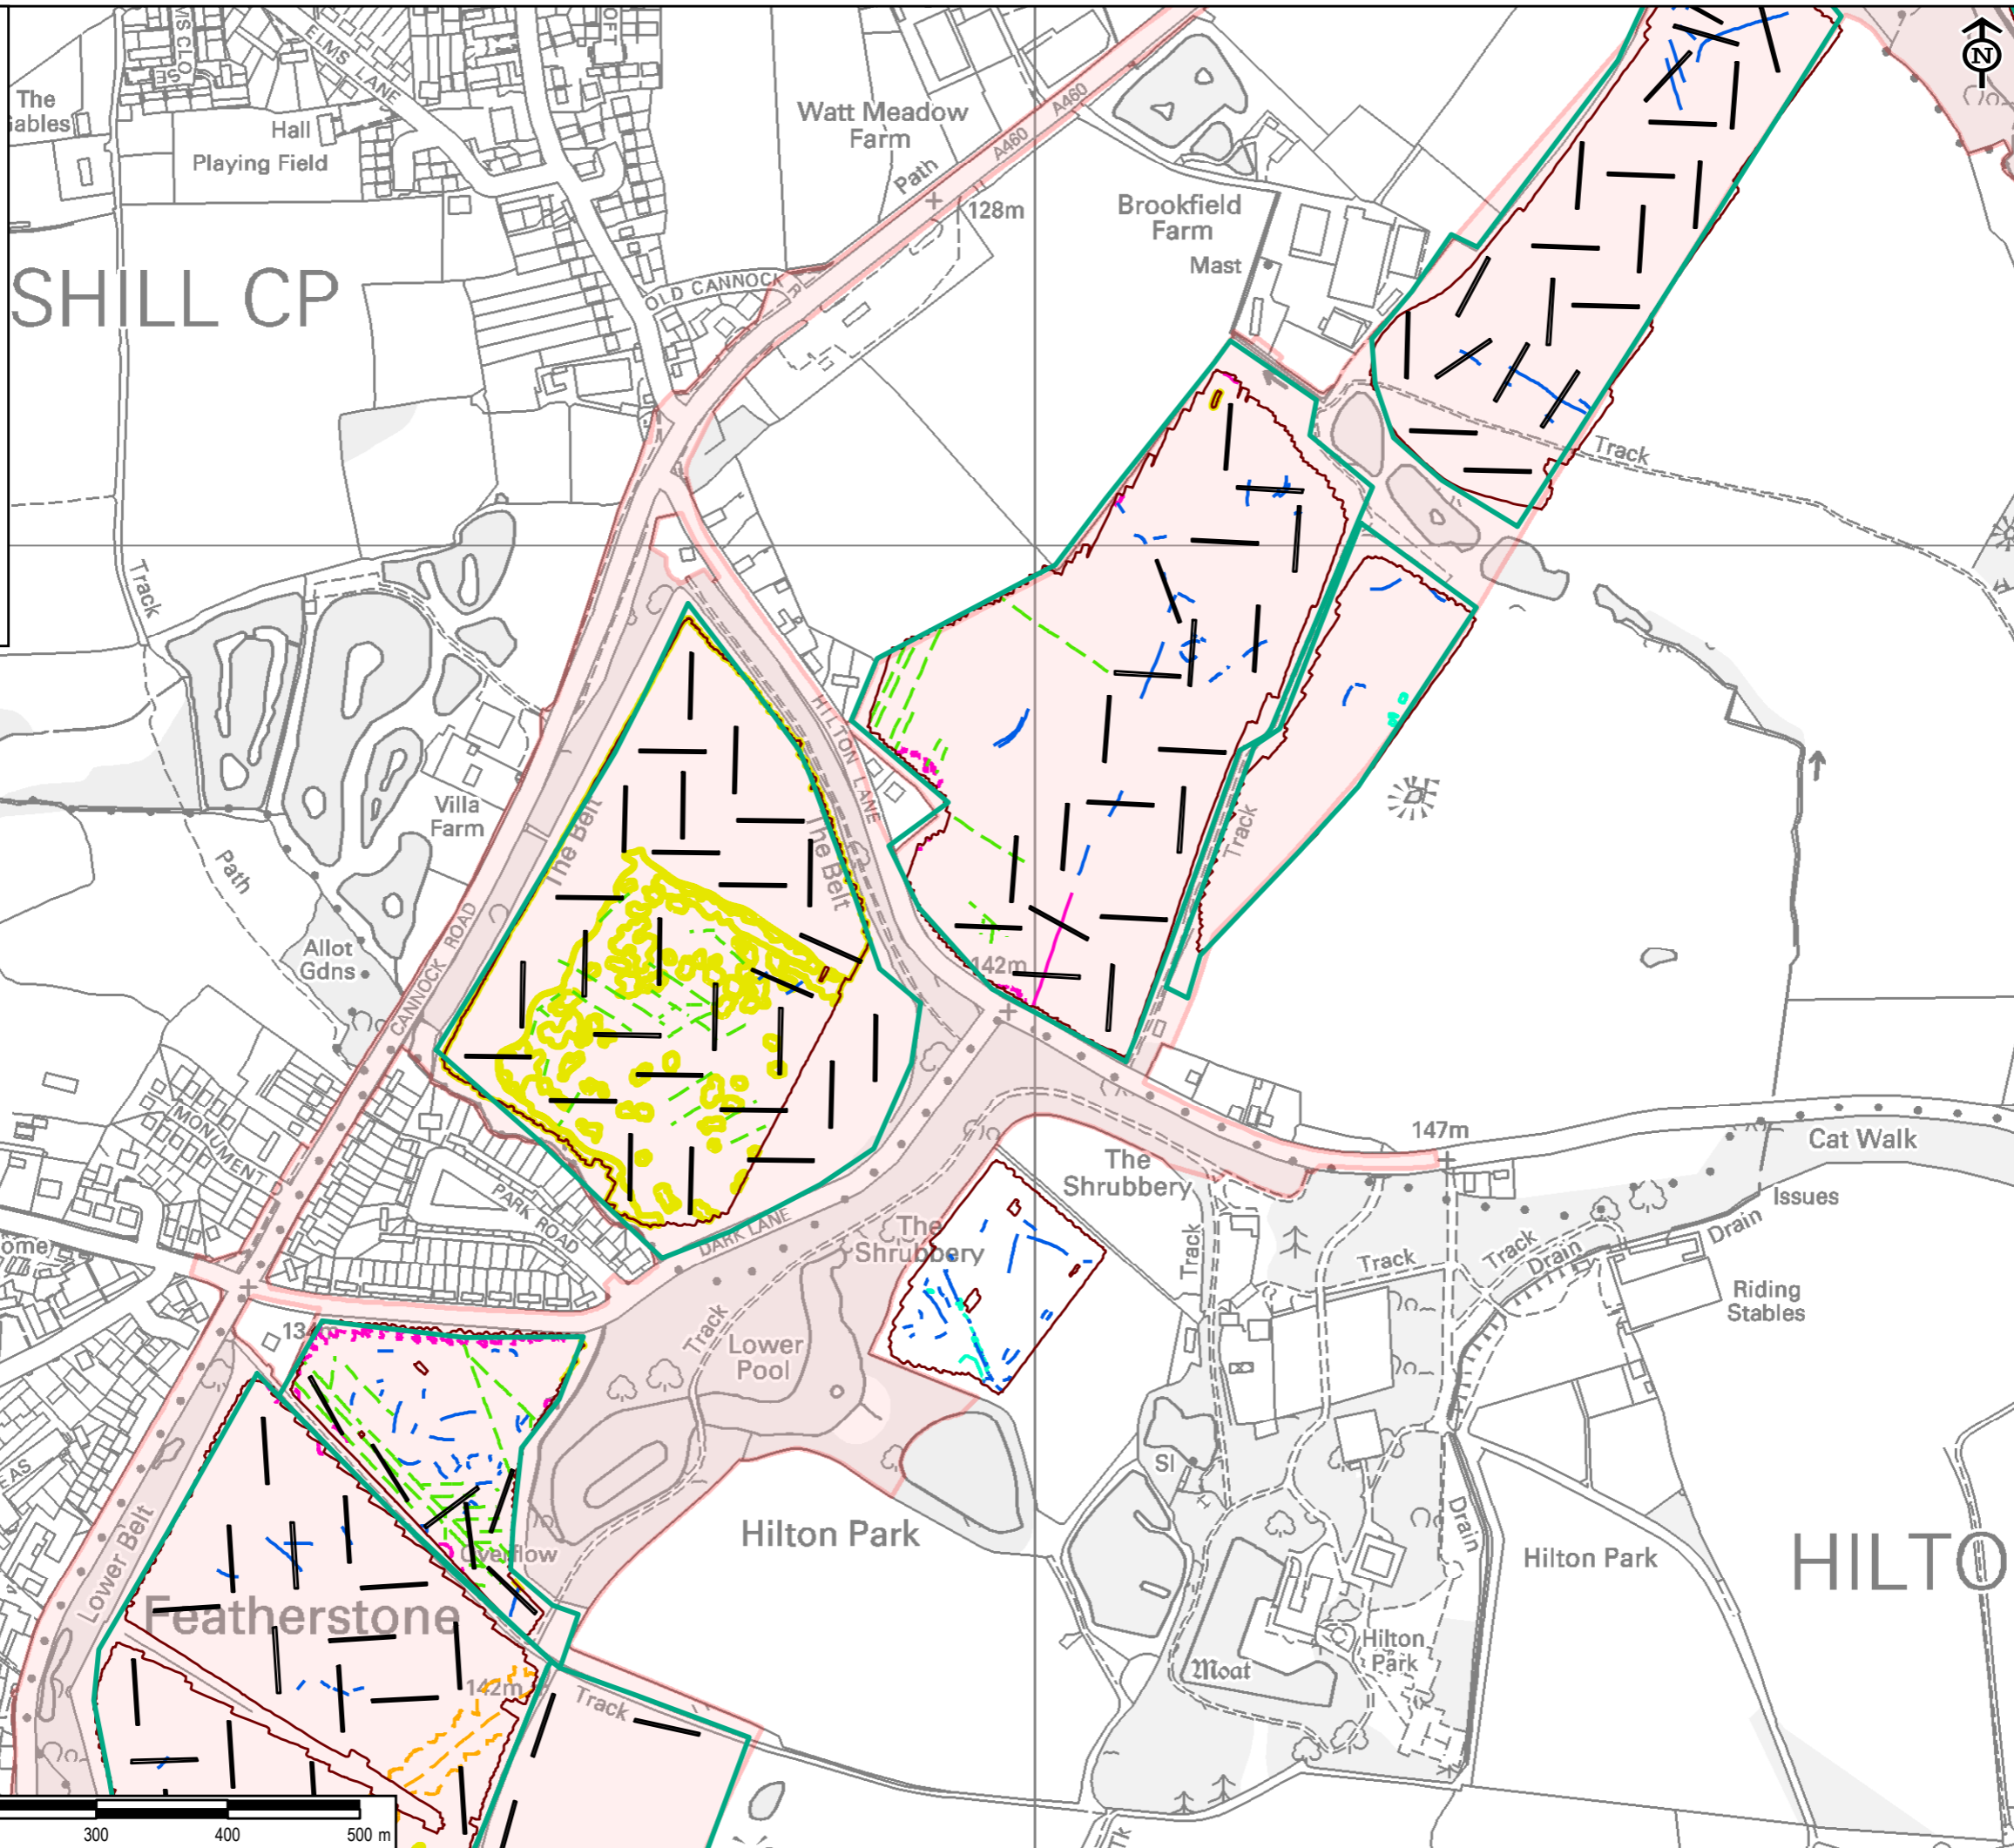 ELMS LANE
The
Hall
Playing Field
Watt Meadow
Farm
A460
A460
Path
128m
N
Brookfield
Farm
Mast
SHILL CP
OLD CANNOCK
Track
Track
HILTON LANE
Villa
Farm
The Belt
The Belt
Track
Path
Allot
Gdns
CANNOCK ROAD
142m
MONUMENT D
PARK ROAD
DARK LANE
The
Shrubbery
The
Shrubbery
147m
Cat Walk
Issues
Drain
Track
Drain
Track
Track
Riding
Stables
134m
Track
Lower
Pool
SI
Drain
Hilton Park
Hilton Park
HILTO
Overflow
Lower Belt
Featherstone
142m
Track
Hilton
Park
Moat
Tk
300
400
500 m